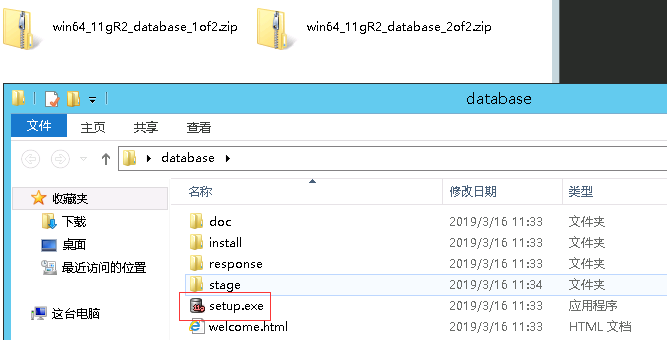 win64_11gR2_database_1of2.zip win64_11gR2_database_2of2.zip
database
文件 主页 共享 查看
database
收藏夹 名称 修改日期 类型
下载 doc 2019/3/16 11:33 文件夹
桌面 install 2019/3/16 11:33 文件夹
最近访问的位置 response 2019/3/16 11:33 文件夹
stage 2019/3/16 11:34 文件夹
这台电脑 setup.exe 2019/3/16 11:33 应用程序
welcome.html 2019/3/16 11:33 HTML 文档